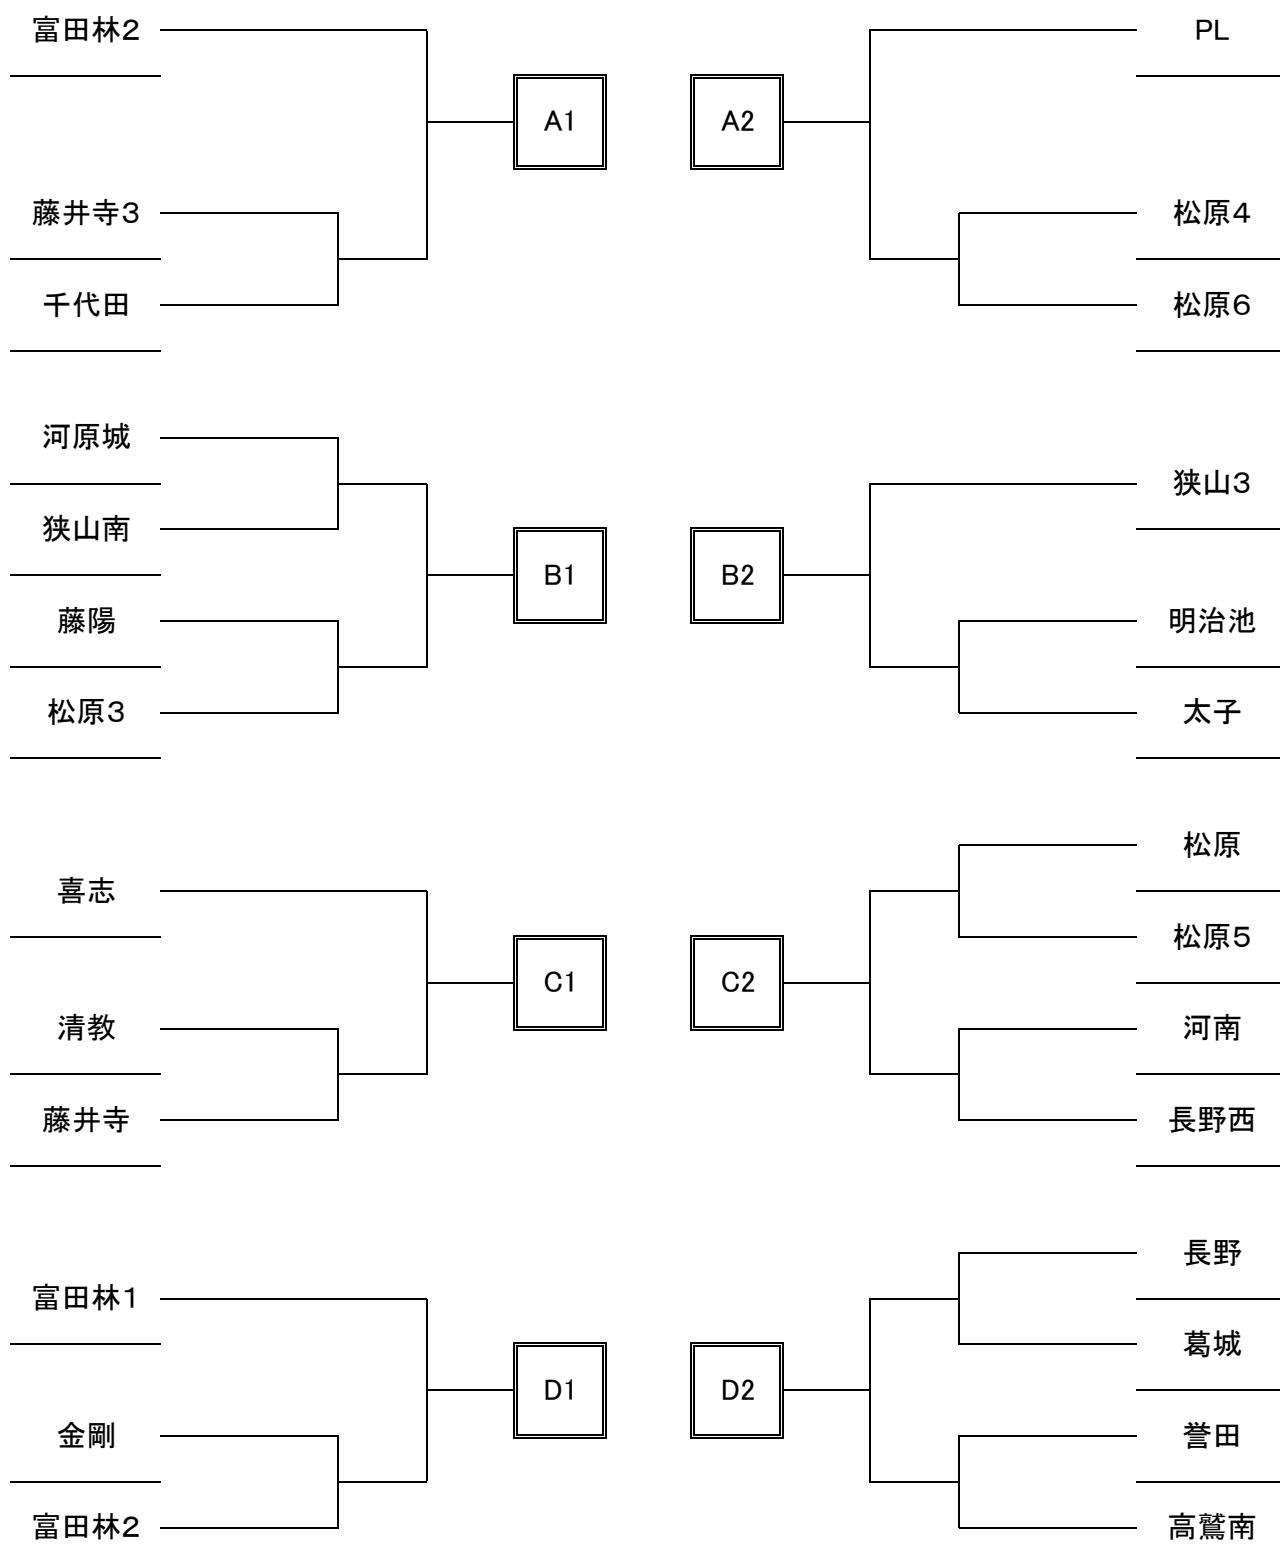 富田林2
PL
A1
A2
藤井寺3
松原4
千代田
松原6
河原城
狭山3
狭山南
B1
B2
藤陽
明治池
松原3
太子
松原
喜志
松原5
C1
C2
清教
河南
藤井寺
長野西
長野
富田林1
葛城
D1
D2
金剛
誉田
富田林2
高鷲南